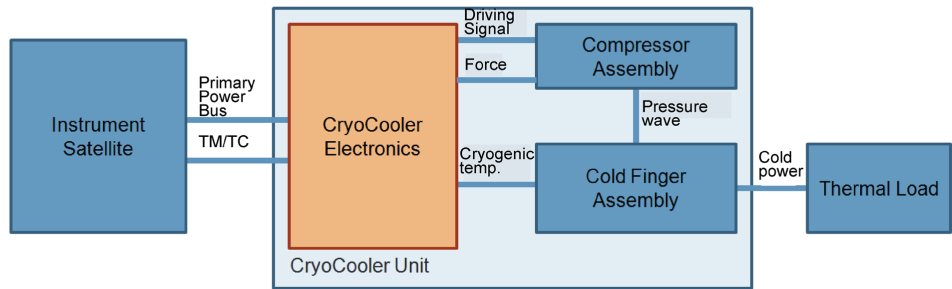 Instrument
Satellite
Primary
Power
Bus
TM/TC
CryoCooler
Electronics
Driving
Signal
Force
Cryogenic
temp.
Compressor
Assembly
Pressure
wave
Cold Finger
Assembly
Cold
power
Thermal Load
CryoCooler Unit